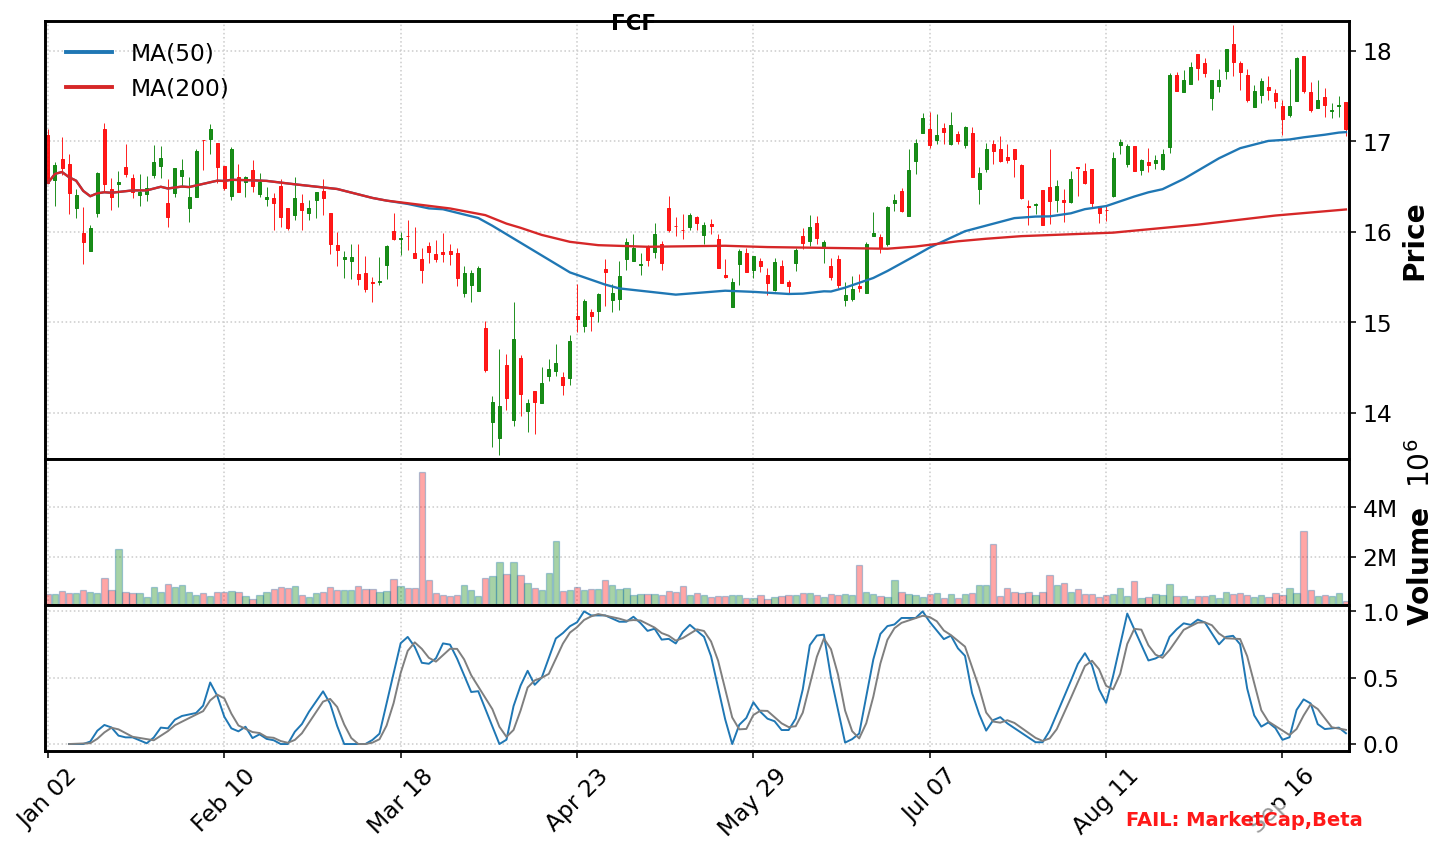 FCF
MA(50)
MA(200)
18
17
16
15
14
Price
4M
2M
Volume 10⁶
1.0
0.5
0.0
Jan 02
Feb 10
Mar 18
Apr 23
May 29
Jul 07
Aug 11
Sep 16
FAIL: MarketCap,Beta